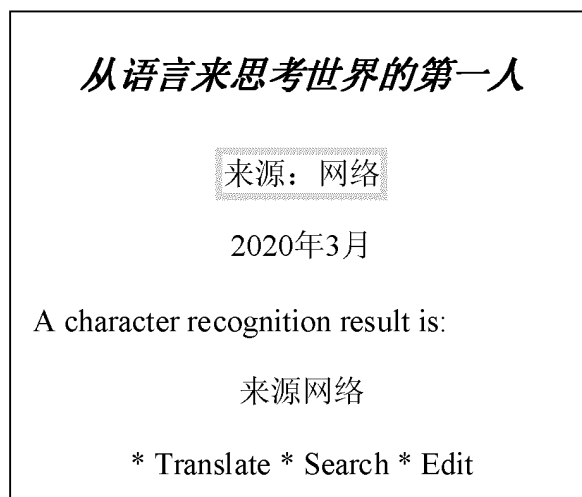 从语言来思考世界的第一人
来源：网络
2020年3月
A character recognition result is:
来源网络
* Translate * Search * Edit